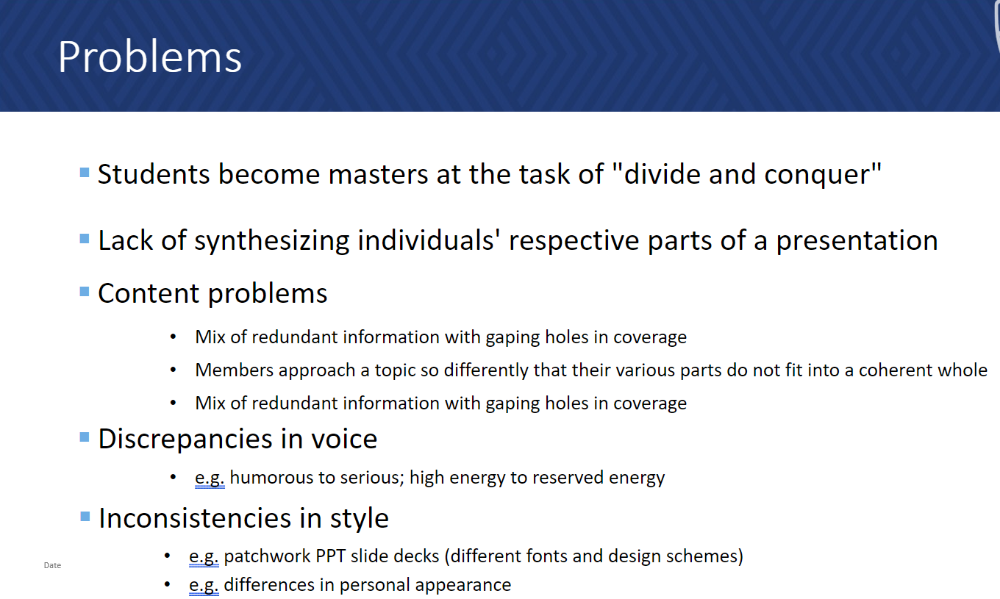 Problems
Students become masters at the task of "divide and conquer"
Lack of synthesizing individuals' respective parts of a presentation
Content problems
Mix of redundant information with gaping holes in coverage
Members approach a topic so differently that their various parts do not fit into a coherent whole
Mix of redundant information with gaping holes in coverage
Discrepancies in voice
e.g. humorous to serious; high energy to reserved energy
Inconsistencies in style
e.g. patchwork PPT slide decks (different fonts and design schemes)
e.g. differences in personal appearance
Date